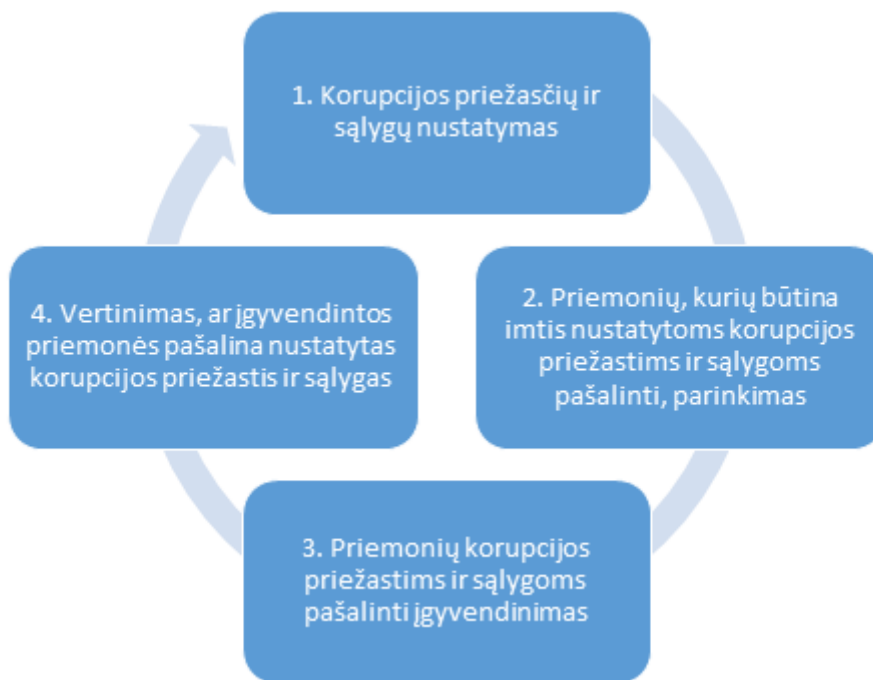 1. Korupcijos priežasčių ir
sąlygų nustatymas
2. Priemonių, kurių būtina
imtis nustatytoms korupcijos
priežastims ir sąlygoms
pašalinti, parinkimas
3. Priemonių korupcijos
priežastims ir sąlygoms
pašalinti įgyvendinimas
4. Vertinimas, ar įgyvendintos
priemonės pašalina nustatytas
korupcijos priežastis ir sąlygas